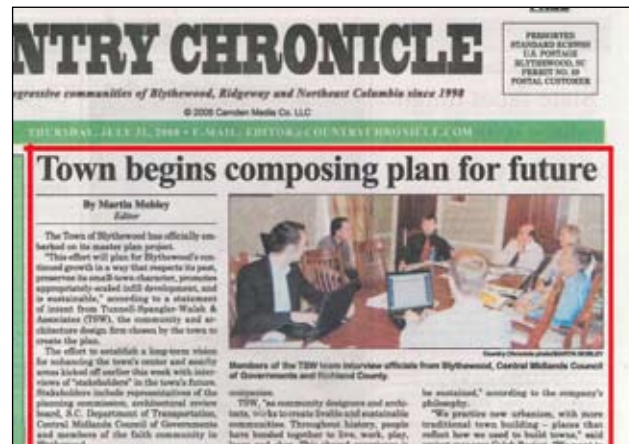 NTRY CHRONICLE
PRESORTED
STANDARD
U.S. POSTAGE
BLYTHEWOOD, SC
PERMIT NO. 
POSTAL CUSTOMER
communities of Blythewood, Ridgeway and Northeast Columbia since 1998
© 2008 Camden Media Co. LLC
THURSDAY, JULY 31, 2008 • E-MAIL: EDITOR@COUNTRYCHRONICLE.COM
Town begins composing plan for future
By Martin Mobley
Editor
The Town of Blythewood has officially em-
barked on its master plan project.
"This effort will plan for Blythewood's con-
tinued growth in a way that respects its past,
preserves its small-town character, promotes
appropriately-scaled infill development, and
is sustainable," according to a statement
of intent from Tunnell-Spangler-Walsh &
Associates (TSW), the community and ar-
chitecture design firm chosen by the town to
create the plan.
The effort to establish a long-term vision
for enhancing the town's center and nearby
areas kicked off earlier this week with inter-
views of "stakeholders" in the town's future.
Stakeholders include representatives of the
planning commission, architectural review
board, S.C. Department of Transportation,
Central Midlands Council of Governments
and members of the faith community in
Country Chronicle photo/MARTIN MOBLEY
Members of the TSW team interview officials from Blythewood, Central Midlands Council
of Governments and Richland County.
TSW, "as community designers and archi-
tects, works to create livable and sustainable
communities. Throughout history, people
have banded together to live, work, play,
be sustained," according to the company's
philosophy.
"We practice new urbanism, with more
traditional town building – places that
reflect how we used to build towns," said